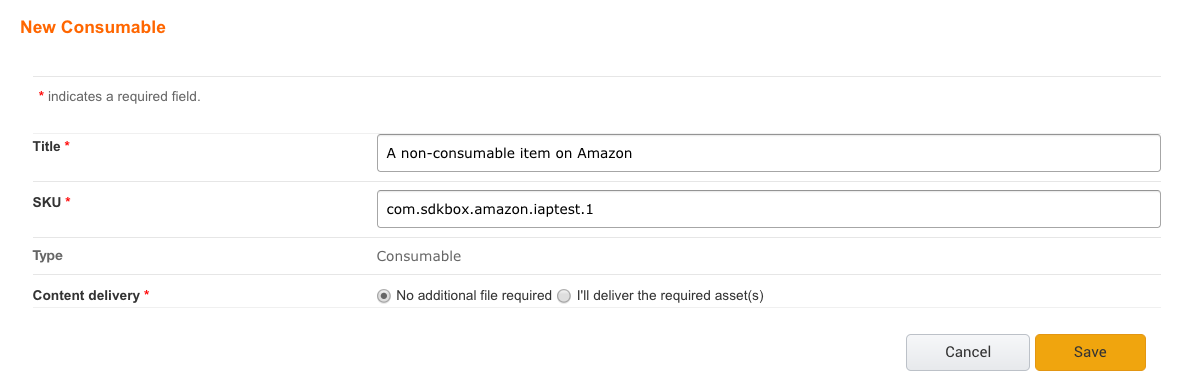 New Consumable
* indicates a required field.
Title * A non-consumable item on Amazon
SKU * com.sdkbox.amazon.iaptest.1
Type Consumable
Content delivery * No additional file required I'll deliver the required asset(s)
Cancel Save